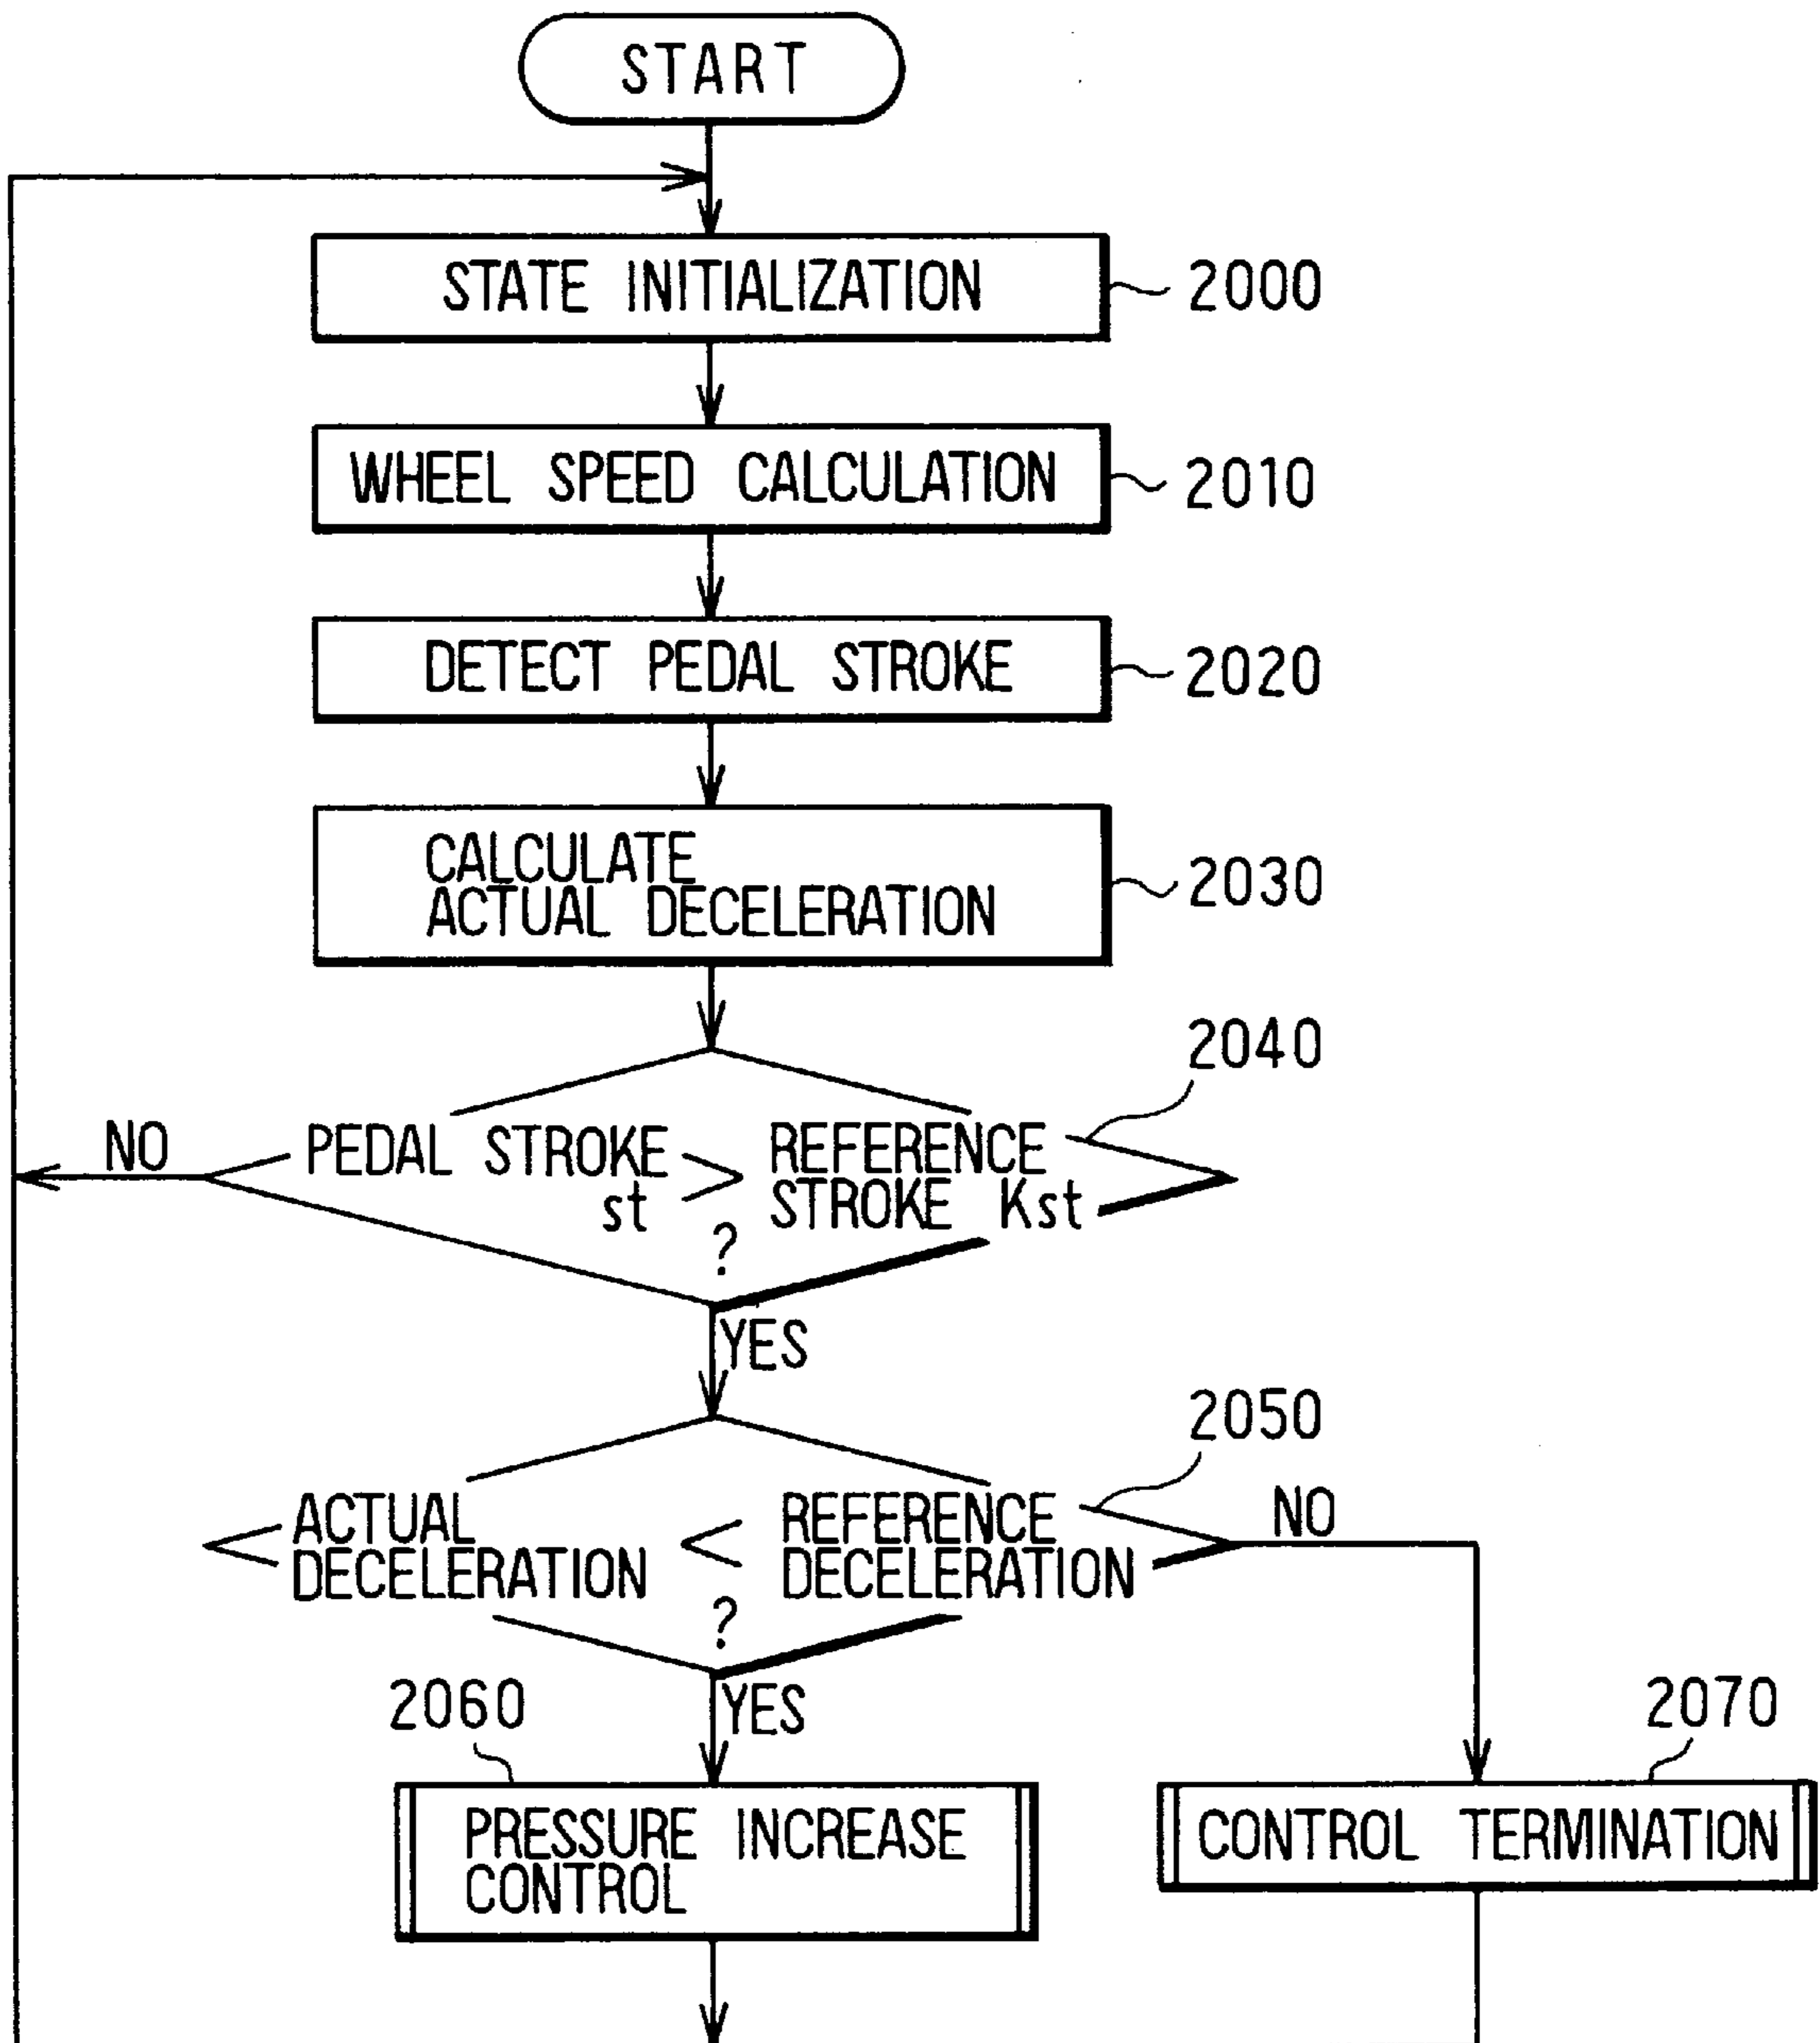 START
STATE INITIALIZATION
2000
WHEEL SPEED CALCULATION
2010
DETECT PEDAL STROKE
2020
CALCULATE
ACTUAL DECELERATION
2030
2040
NO
PEDAL STROKE
st
>
REFERENCE
STROKE Kst
?
YES
2050
ACTUAL
DECELERATION
<
REFERENCE
DECELERATION
?
NO
YES
2060
PRESSURE INCREASE
CONTROL
2070
CONTROL TERMINATION